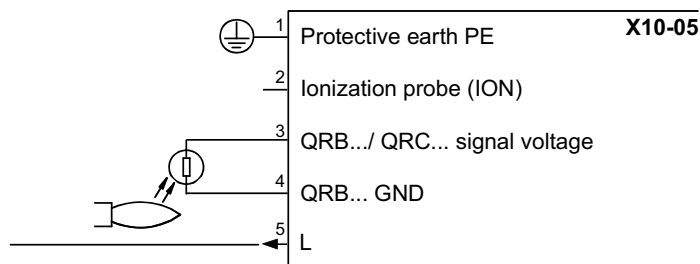 X10-05
1 Protective earth PE
2 Ionization probe (ION)
3 QRB.../ QRC... signal voltage
4 QRB... GND
5 L